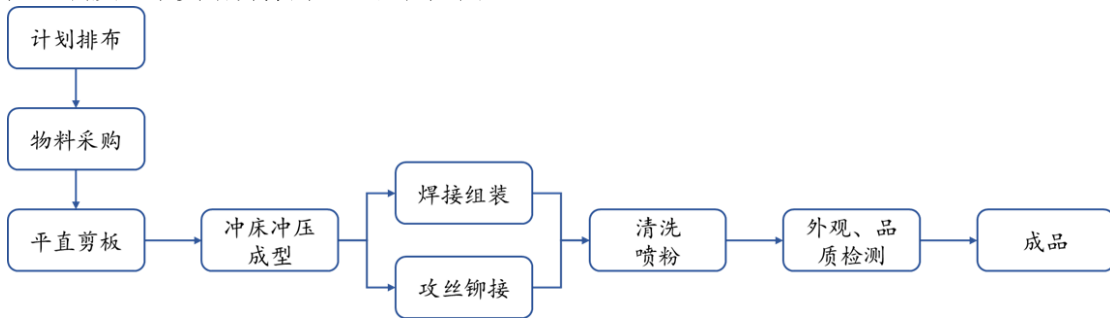 计划排布
物料采购
平直剪板
冲床冲压
成型
焊接组装
攻丝铆接
清洗
喷粉
外观、品
质检测
成品